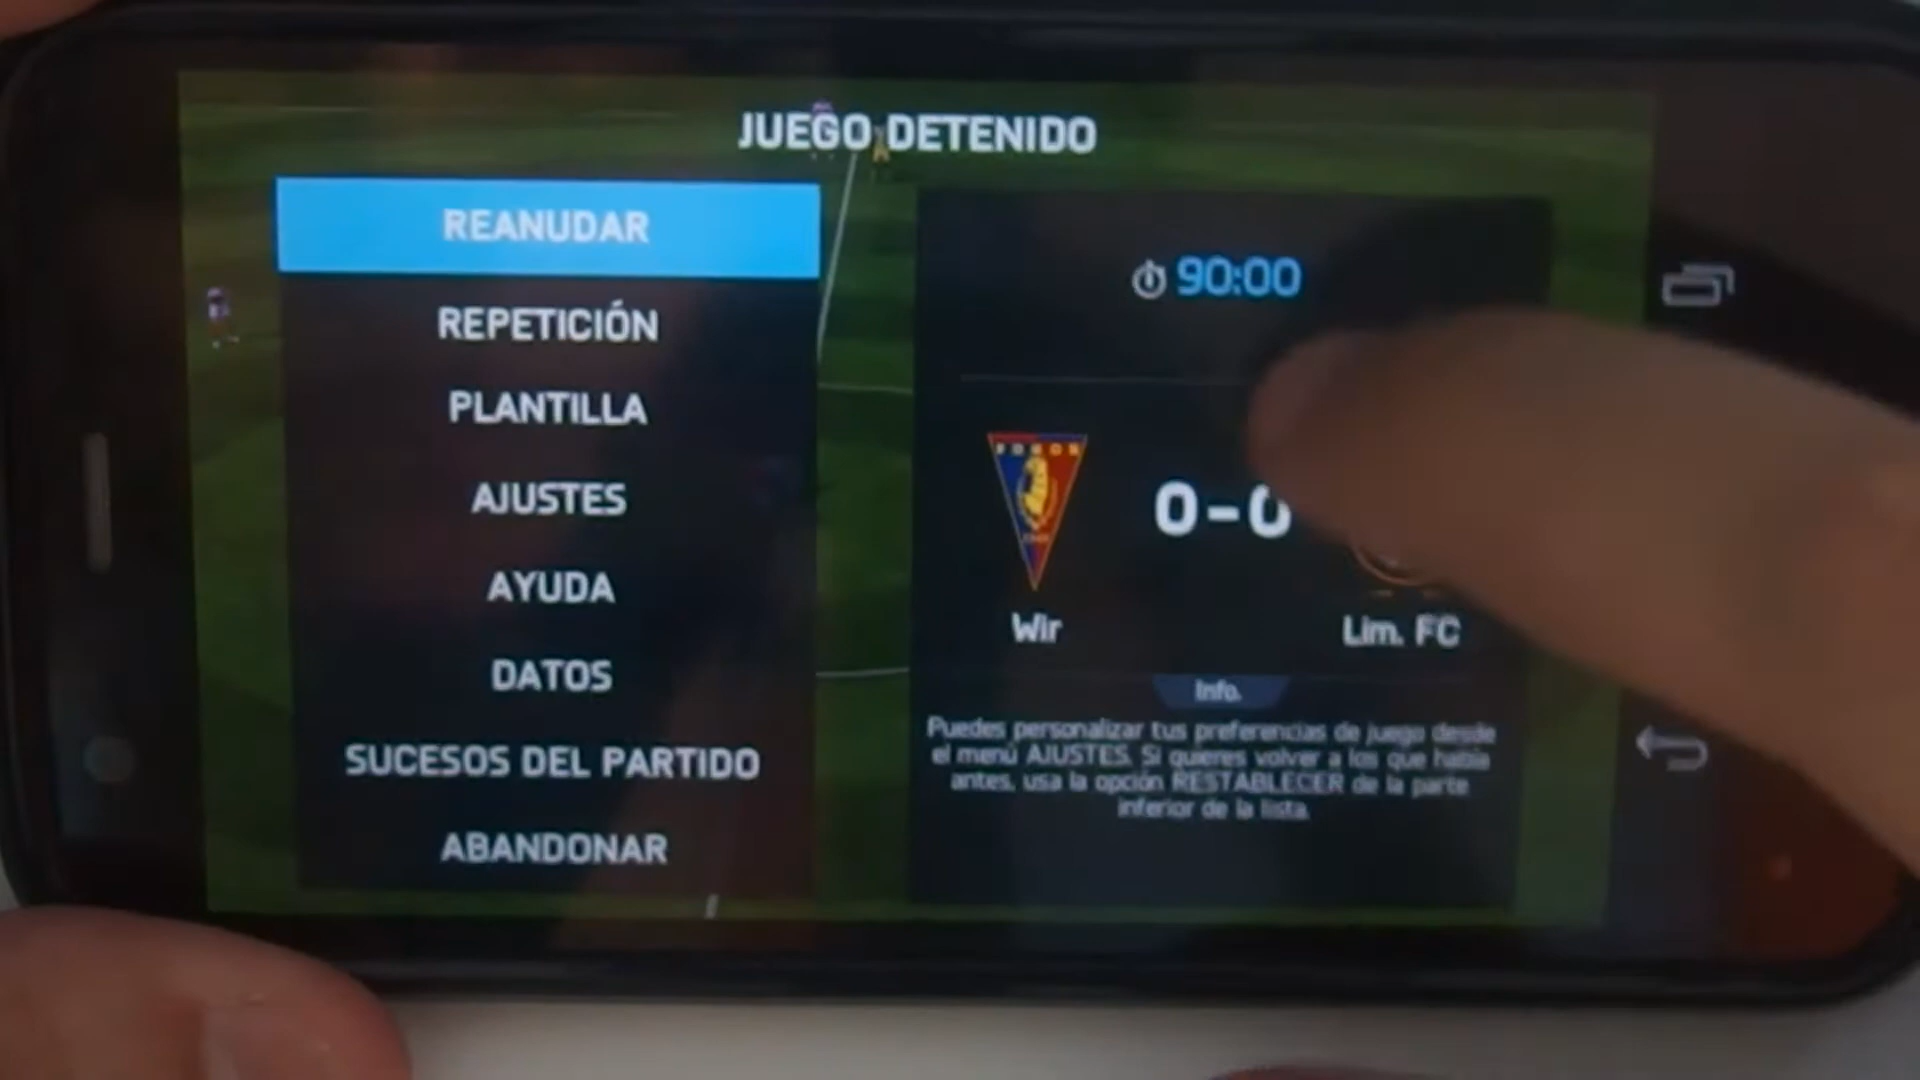 JUEGO DETENIDO
REANUDAR
REPETICIÓN
PLANTILLA
AJUSTES
AYUDA
DATOS
SUCESOS DEL PARTIDO
ABANDONAR
90:00
POGON
0-0
Wir
Lim. FC
Info.
Puedes personalizar tus preferencias de juego desde
el menú AJUSTES. Si quieres volver a los que había
antes, usa la opción RESTABLECER de la parte
inferior de la lista.